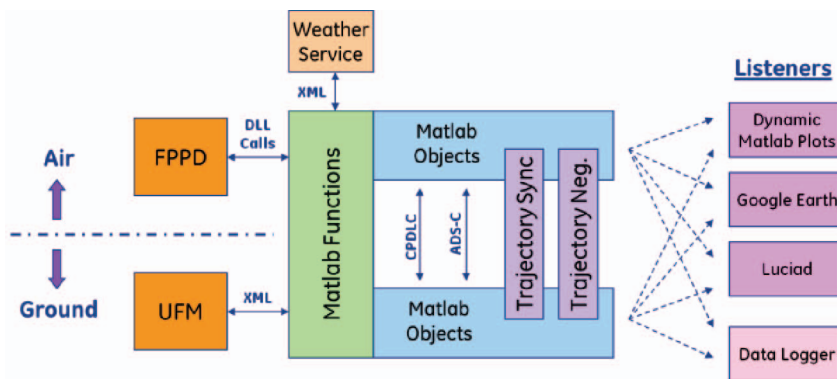 Weather
Service
Listeners
XML
DLL
Calls
FPPD
Air
Matlab
Objects
Dynamic
Matlab Plots
Google Earth
Matlab Functions
CPDLC
ADS-C
Trajectory Sync
Trajectory Neg.
Luciad
Ground
UFM
XML
Matlab
Objects
Data Logger